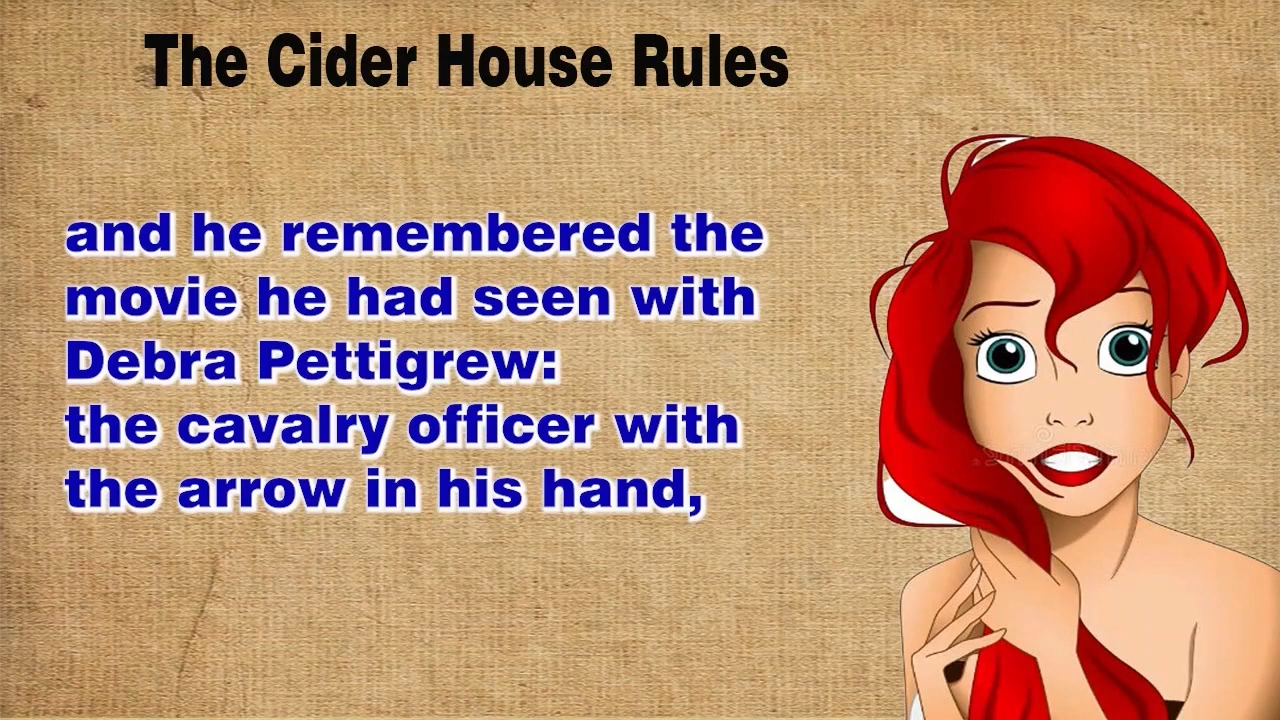 The Cider House Rules
and he remembered the
movie he had seen with
Debra Pettigrew:
the cavalry officer with
the arrow in his hand,